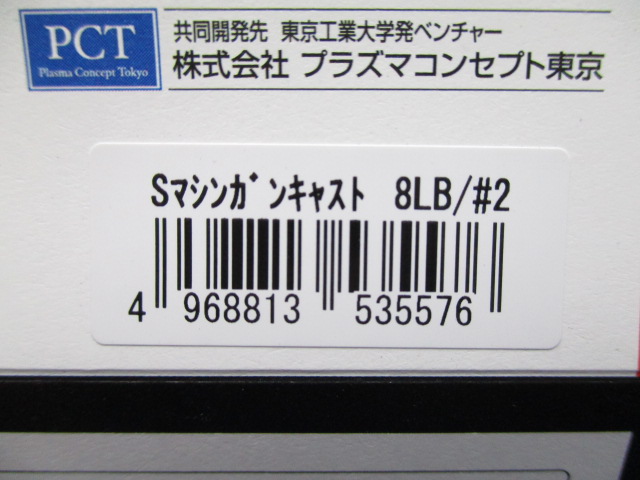 PCT
Plasma Concept Tokyo
共同開発先 東京工業大学発ベンチャー
株式会社 プラズマコンセプト東京
Sﾏｼﾝｶﾞﾝｷｬｽﾄ 8LB/#2
4 968813 535576